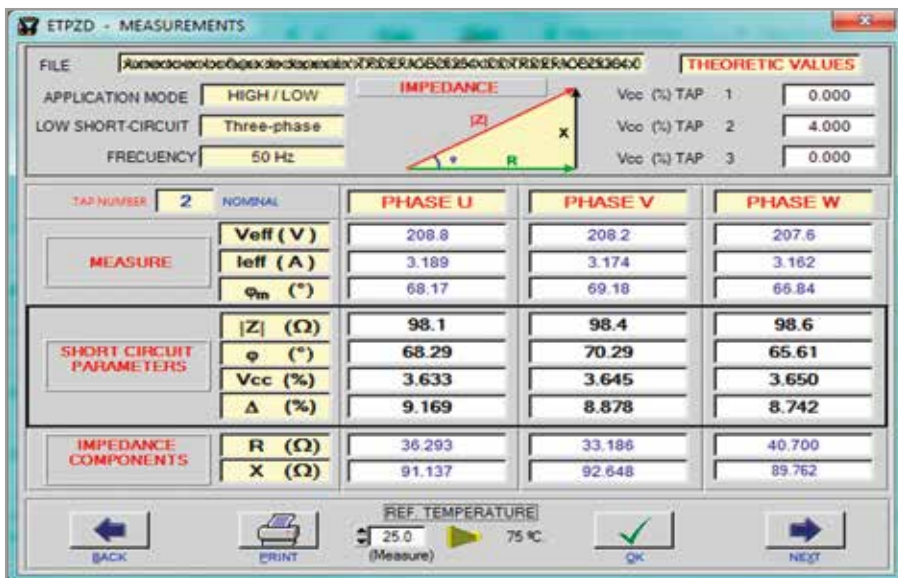 ETPZD - MEASUREMENTS
FILE THEORETIC VALUES
APPLICATION MODE HIGH / LOW IMPEDANCE Vcc (%) TAP 1 0.000
LOW SHORT-CIRCUIT Three-phase |Z| X Vcc (%) TAP 2 4.000
FRECUENCY 50 Hz φ R Vcc (%) TAP 3 0.000
TAP NUMBER 2 NOMINAL PHASE U PHASE V PHASE W
Veff ( V ) 208.8 208.2 207.6
MEASURE Ieff ( A ) 3.189 3.174 3.162
φm (°) 68.17 69.18 66.84
|Z| (Ω) 98.1 98.4 98.6
SHORT CIRCUIT PARAMETERS φ (°) 68.29 70.29 65.61
Vcc (%) 3.633 3.645 3.650
Δ (%) 9.169 8.878 8.742
IMPEDANCE COMPONENTS R (Ω) 36.293 33.186 40.700
X (Ω) 91.137 92.648 89.762
REF. TEMPERATURE
25.0 75 ºC
(Measure)
BACK PRINT OK NEXT